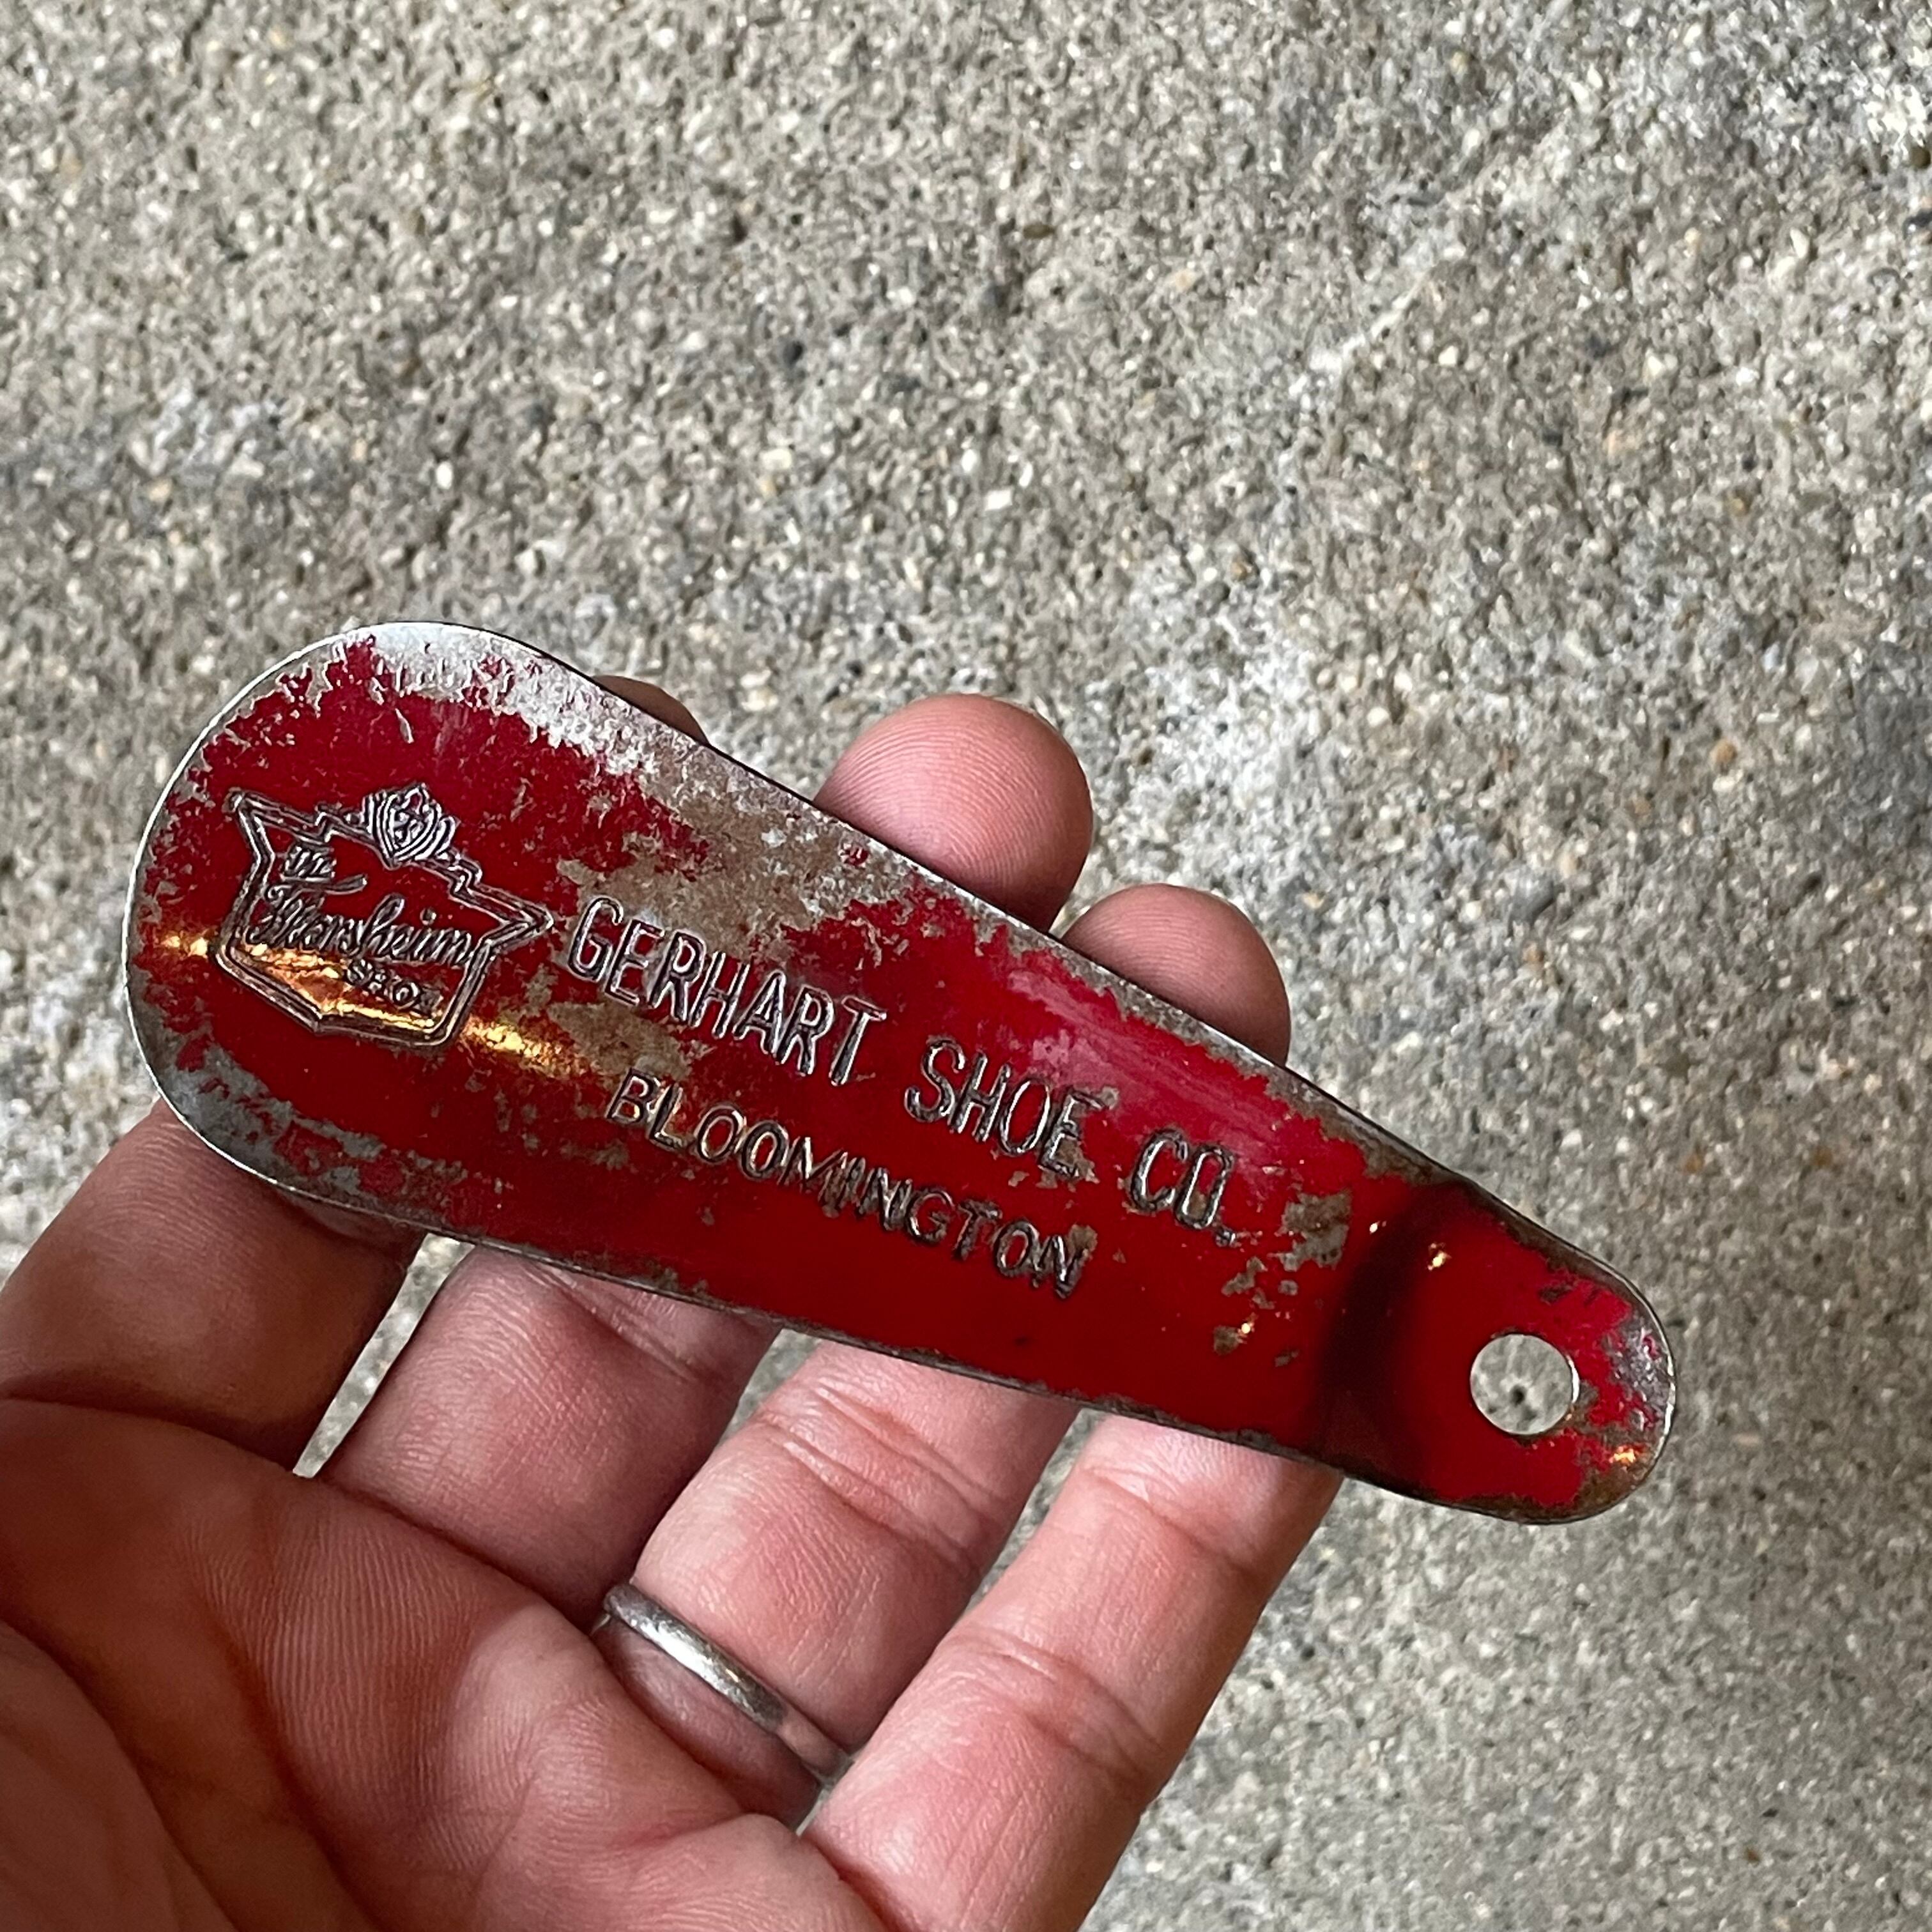 The
Florsheim
SHOE
GERHART SHOE CO.
BLOOMINGTON